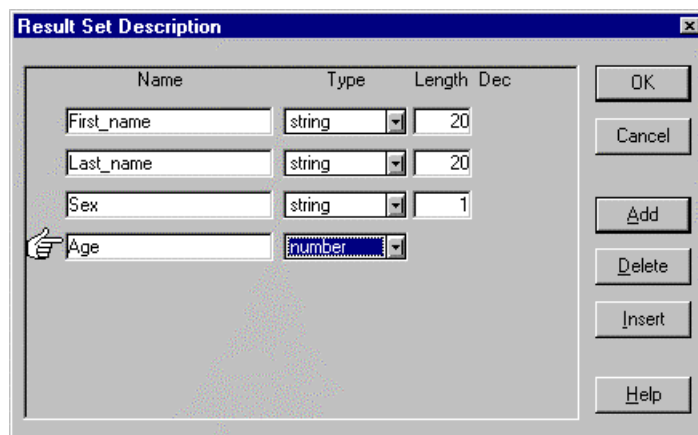 Result Set Description
Name Type Length Dec
First_name string 20
Last_name string 20
Sex string 1
Age number
OK
Cancel
Add
Delete
Insert
Help